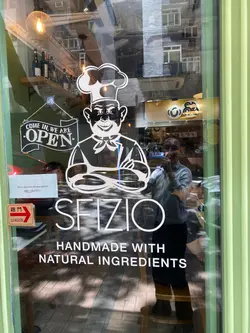 COME IN, WE ARE
OPEN
SFIZIO
HANDMADE WITH
NATURAL INGREDIENTS